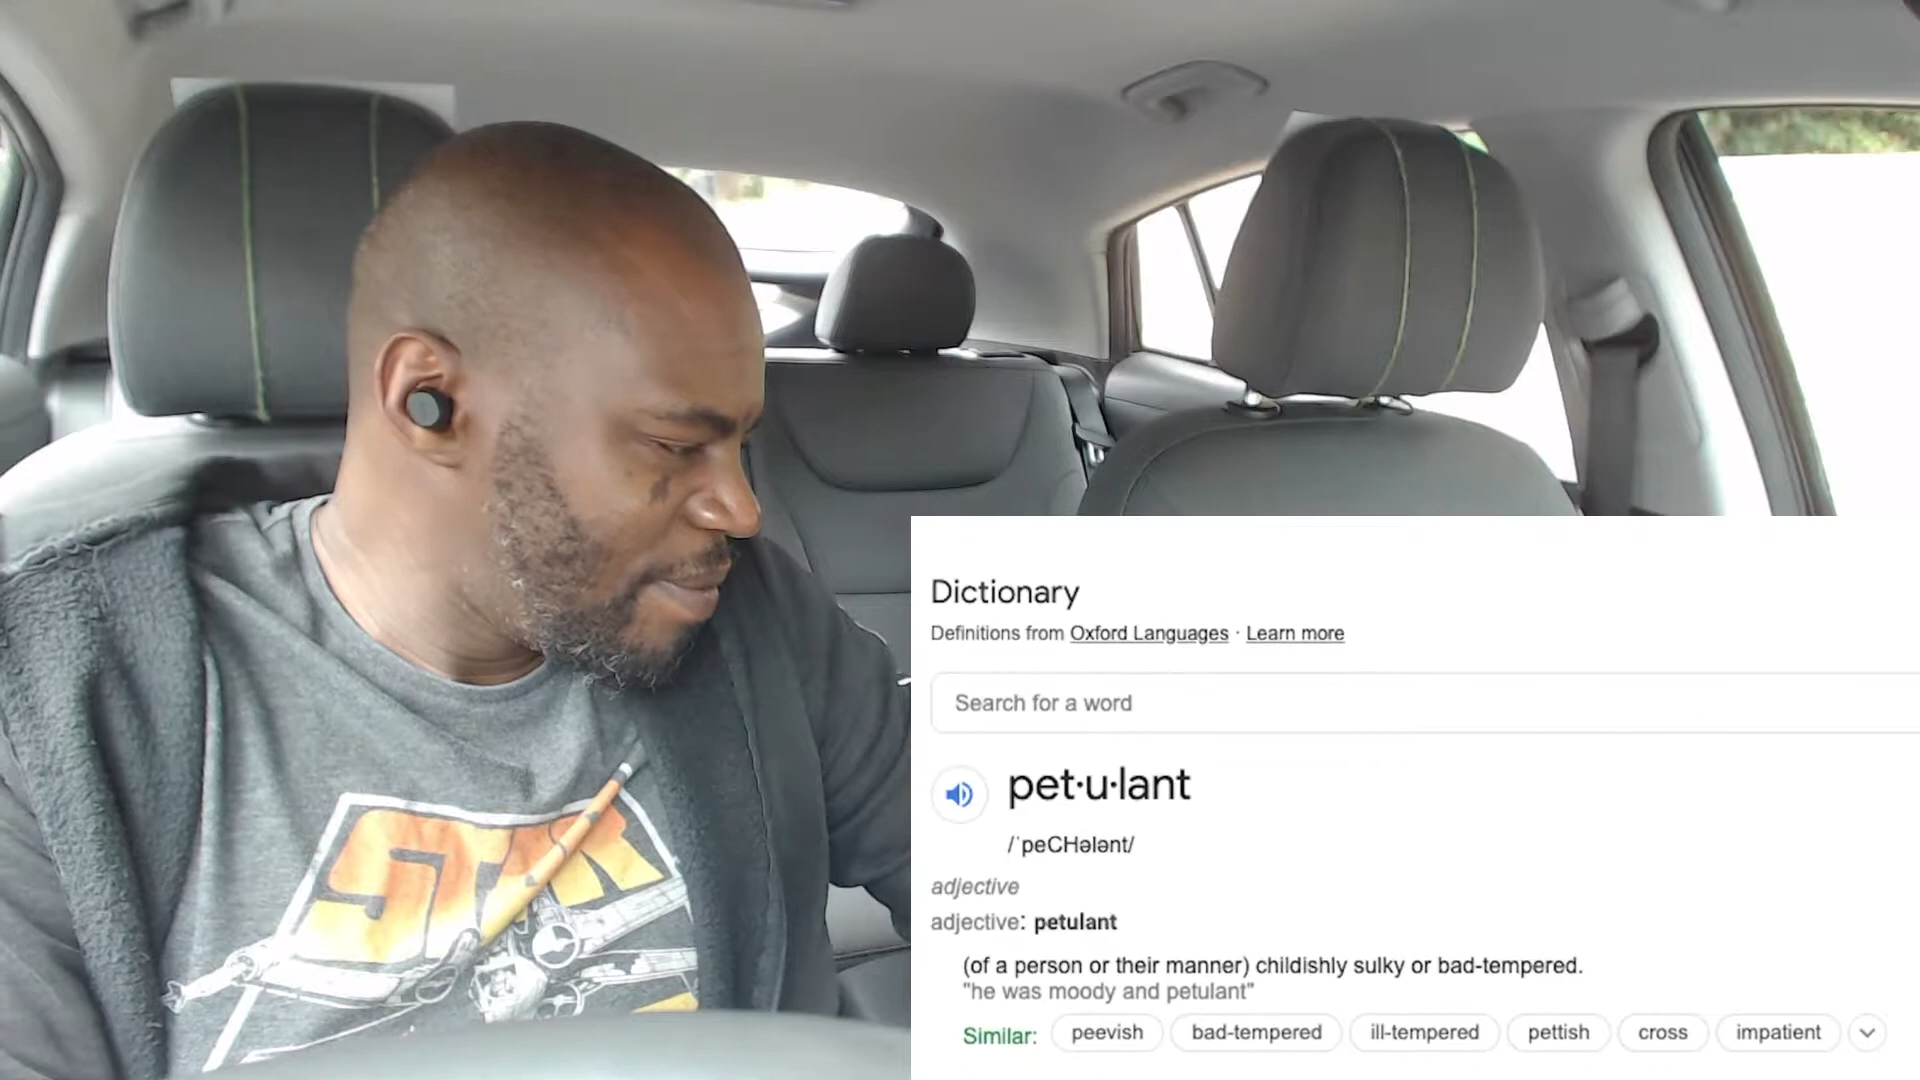 STAR
Dictionary
Definitions from Oxford Languages · Learn more
Search for a word
pet·u·lant
/ˈpeCHələnt/
adjective
adjective: petulant
(of a person or their manner) childishly sulky or bad-tempered.
"he was moody and petulant"
Similar: peevish bad-tempered ill-tempered pettish cross impatient